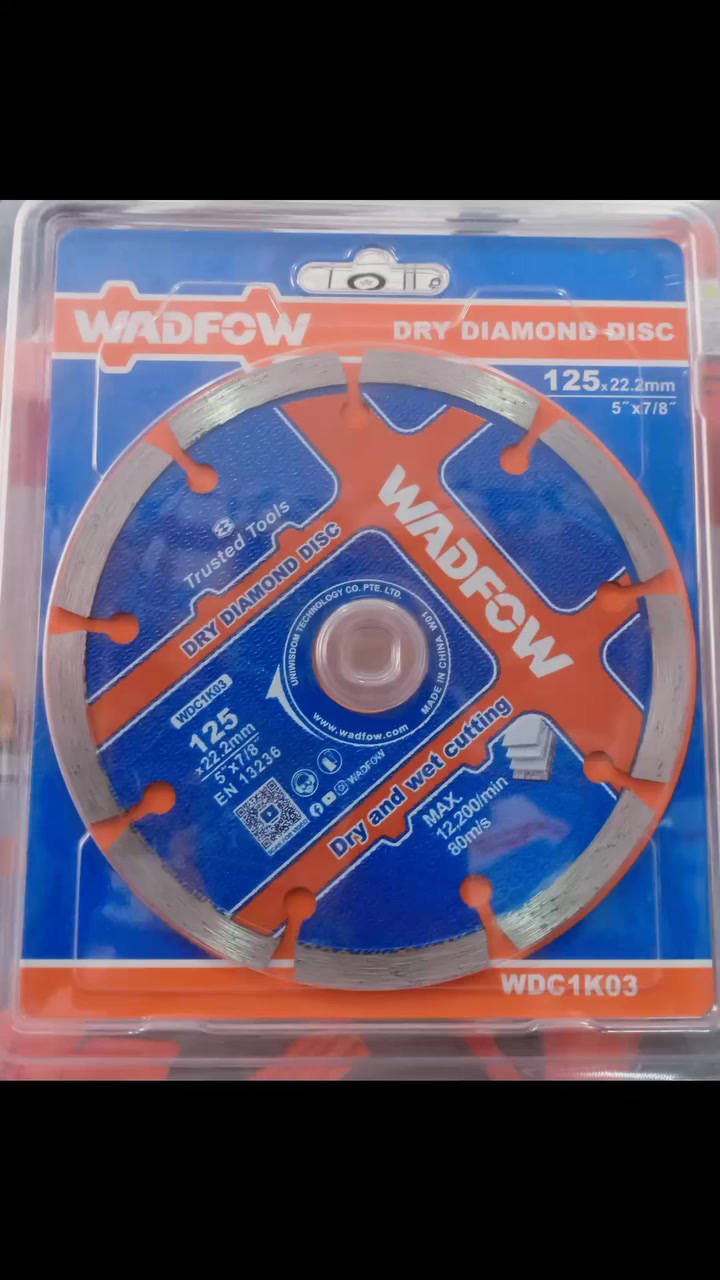 WADFOW
DRY DIAMOND DISC
125x22.2mm
5"x7/8"
8
Trusted Tools
DRY DIAMOND DISC
WADFOW
UNIWISDOM TECHNOLOGY CO. PTE. LTD.
MADE IN CHINA W01
www.wadfow.com
WDC1K03
125
x22.2mm
5"x7/8"
EN 13236
WADFOW
Dry and wet cutting
MAX.
12,200/min
80m/s
WDC1K03